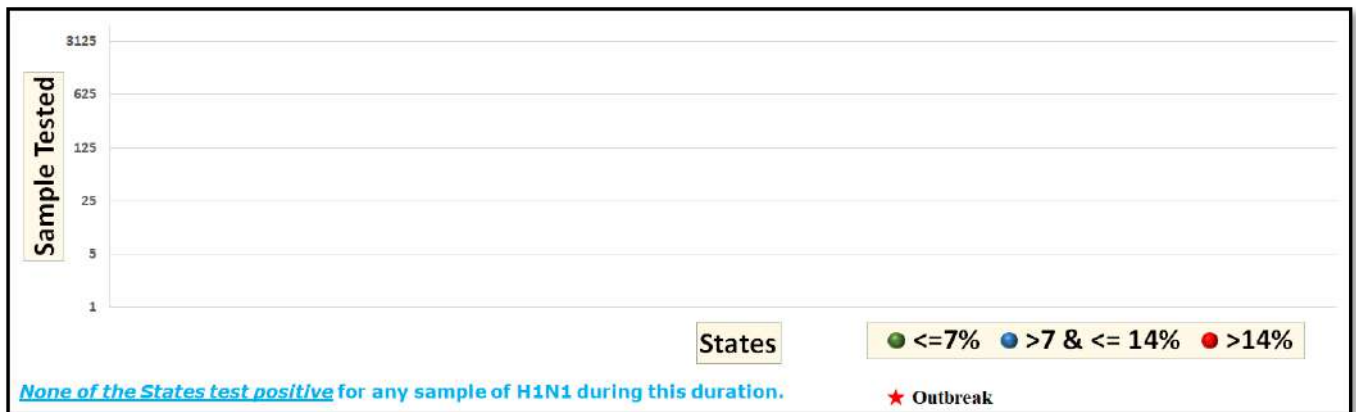 3125
625
125
25
5
1
Sample Tested
States
<=7% >7 & <= 14% >14%
None of the States test positive for any sample of H1N1 during this duration.
Outbreak